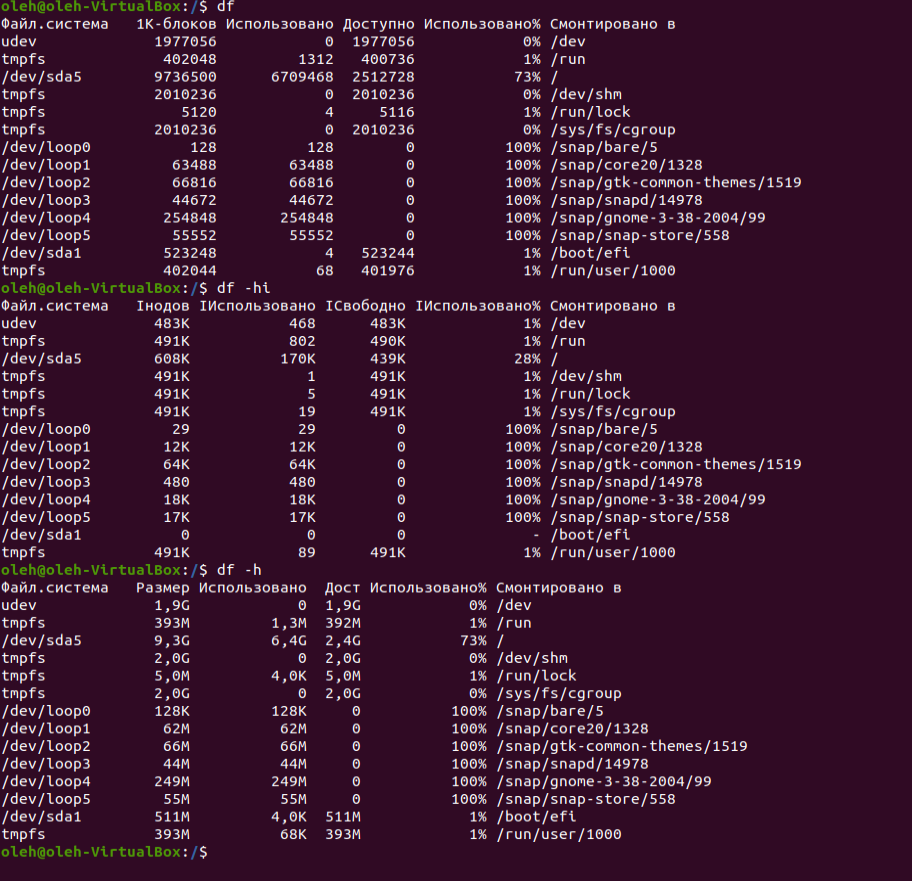 oleh@oleh-VirtualBox:/$ df
Файл.система   1K-блоков Использовано Доступно Использовано% Cмонтировано в
udev             1977056            0  1977056            0% /dev
tmpfs             402048         1312   400736            1% /run
/dev/sda5        9736500      6709468  2512728           73% /
tmpfs            2010236            0  2010236            0% /dev/shm
tmpfs               5120            4     5116            1% /run/lock
tmpfs            2010236            0  2010236            0% /sys/fs/cgroup
/dev/loop0           128          128        0          100% /snap/bare/5
/dev/loop1         63488        63488        0          100% /snap/core20/1328
/dev/loop2         66816        66816        0          100% /snap/gtk-common-themes/1519
/dev/loop3         44672        44672        0          100% /snap/snapd/14978
/dev/loop4        254848       254848        0          100% /snap/gnome-3-38-2004/99
/dev/loop5         55552        55552        0          100% /snap/snap-store/558
/dev/sda1         523248            4   523244            1% /boot/efi
tmpfs             402044           68   401976            1% /run/user/1000
oleh@oleh-VirtualBox:/$ df -hi
Файл.система   Iнодов IИспользовано IСвободно IИспользовано% Cмонтировано в
udev             483K           468      483K             1% /dev
tmpfs            491K           802      490K             1% /run
/dev/sda5        608K          170K      439K            28% /
tmpfs            491K             1      491K             1% /dev/shm
tmpfs            491K             5      491K             1% /run/lock
tmpfs            491K            19      491K             1% /sys/fs/cgroup
/dev/loop0         29            29         0           100% /snap/bare/5
/dev/loop1        12K           12K         0           100% /snap/core20/1328
/dev/loop2        64K           64K         0           100% /snap/gtk-common-themes/1519
/dev/loop3        480           480         0           100% /snap/snapd/14978
/dev/loop4        18K           18K         0           100% /snap/gnome-3-38-2004/99
/dev/loop5        17K           17K         0           100% /snap/snap-store/558
/dev/sda1           0             0         0              - /boot/efi
tmpfs            491K            89      491K             1% /run/user/1000
oleh@oleh-VirtualBox:/$ df -h
Файл.система   Размер Использовано  Дост Использовано% Cмонтировано в
udev             1,9G            0  1,9G            0% /dev
tmpfs            393M         1,3M  392M            1% /run
/dev/sda5        9,3G         6,4G  2,4G           73% /
tmpfs            2,0G            0  2,0G            0% /dev/shm
tmpfs            5,0M         4,0K  5,0M            1% /run/lock
tmpfs            2,0G            0  2,0G            0% /sys/fs/cgroup
/dev/loop0       128K         128K     0          100% /snap/bare/5
/dev/loop1        62M          62M     0          100% /snap/core20/1328
/dev/loop2        66M          66M     0          100% /snap/gtk-common-themes/1519
/dev/loop3        44M          44M     0          100% /snap/snapd/14978
/dev/loop4       249M         249M     0          100% /snap/gnome-3-38-2004/99
/dev/loop5        55M          55M     0          100% /snap/snap-store/558
/dev/sda1        511M         4,0K  511M            1% /boot/efi
tmpfs            393M          68K  393M            1% /run/user/1000
oleh@oleh-VirtualBox:/$